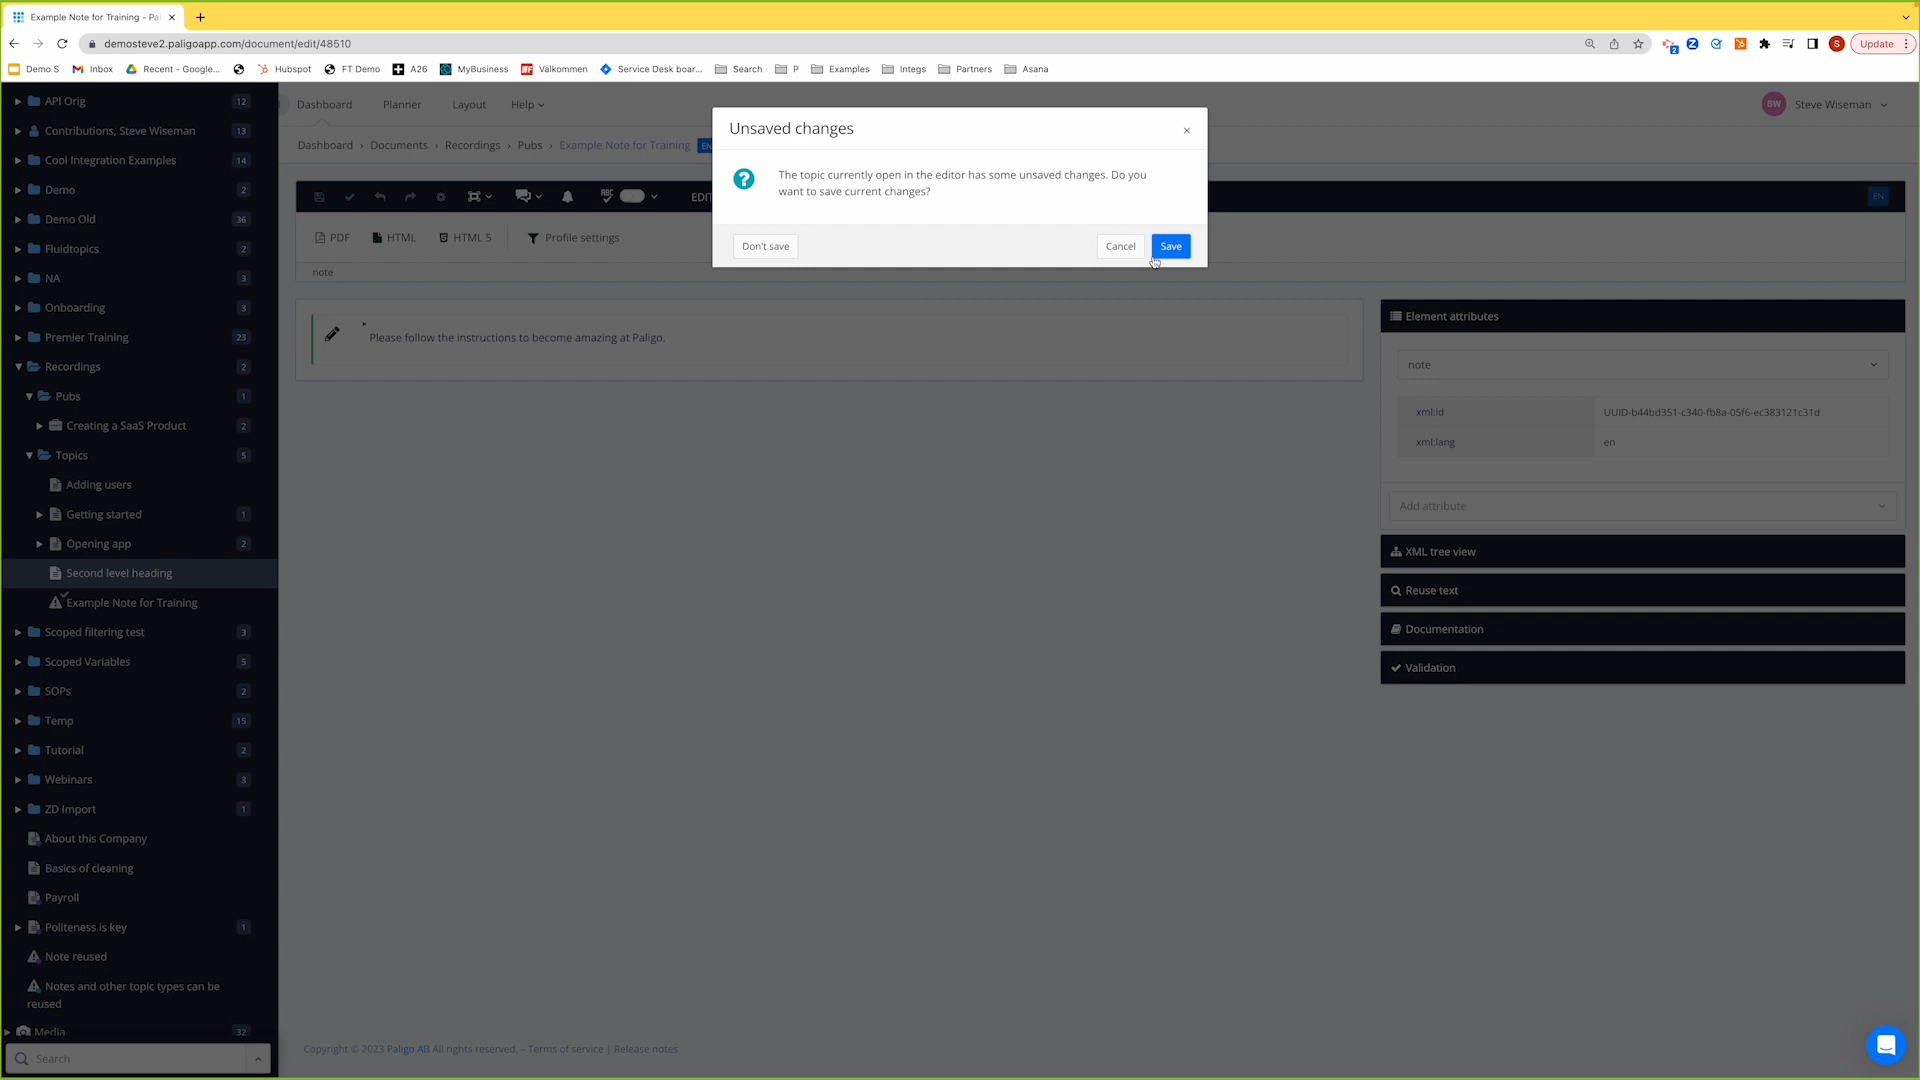 Example Note for Training - Pal
demosteve2.paligoapp.com/document/edit/48510
2
S
Update
Demo S
Inbox
Recent - Google...
Hubspot
FT Demo
A26
MyBusiness
Välkommen
Service Desk boar...
Search
P
Examples
Integs
Partners
Asana
API Orig 12
Contributions, Steve Wiseman 13
Cool Integration Examples 14
Demo 2
Demo Old 36
Fluidtopics 2
NA 3
Onboarding 3
Premier Training 23
Recordings 2
Pubs 1
Creating a SaaS Product 2
Topics 5
Adding users
Getting started 1
Opening app 2
Second level heading
Example Note for Training
Scoped filtering test 3
Scoped Variables 5
SOPs 2
Temp 15
Tutorial 2
Webinars 3
ZD Import 1
About this Company
Basics of cleaning
Payroll
Politeness is key 1
Note reused
Notes and other topic types can be
reused
Media 32
Search
Dashboard
Planner
Layout
Help
SW
Steve Wiseman
Dashboard › Documents › Recordings › Pubs › Example Note for Training EN
ABC
EDIT
EN
PDF
HTML
HTML 5
Profile settings
note
Unsaved changes
×
The topic currently open in the editor has some unsaved changes. Do you
want to save current changes?
Don't save
Cancel
Save
Please follow the instructions to become amazing at Paligo.
Element attributes
note
xml:id UUID-b44bd351-c340-fb8a-05f6-ec383121c31d
xml:lang en
Add attribute
XML tree view
Reuse text
Documentation
Validation
Copyright © 2023 Paligo AB All rights reserved. – Terms of service | Release notes